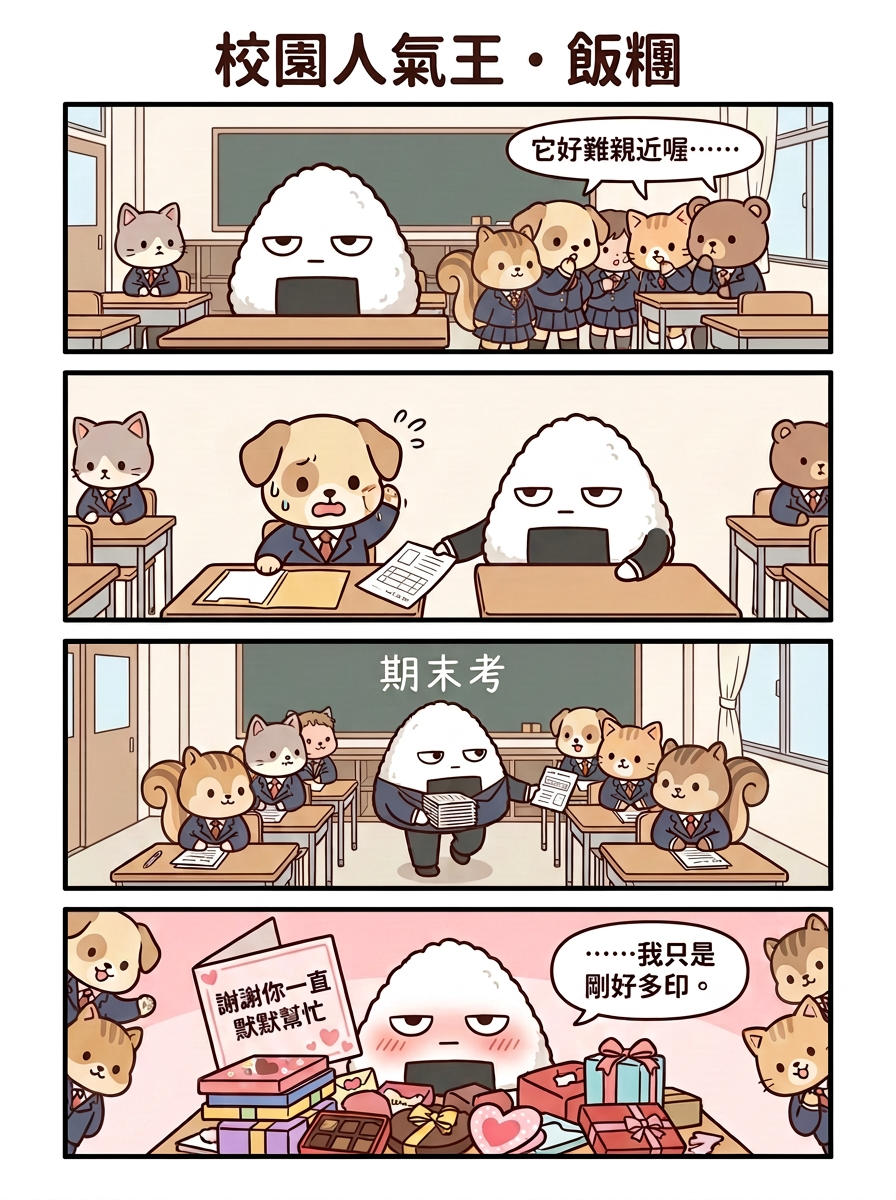 校園人氣王·飯糰
它好難親近喔……
期末考
謝謝你一直
默默幫忙
……我只是
剛好多印。